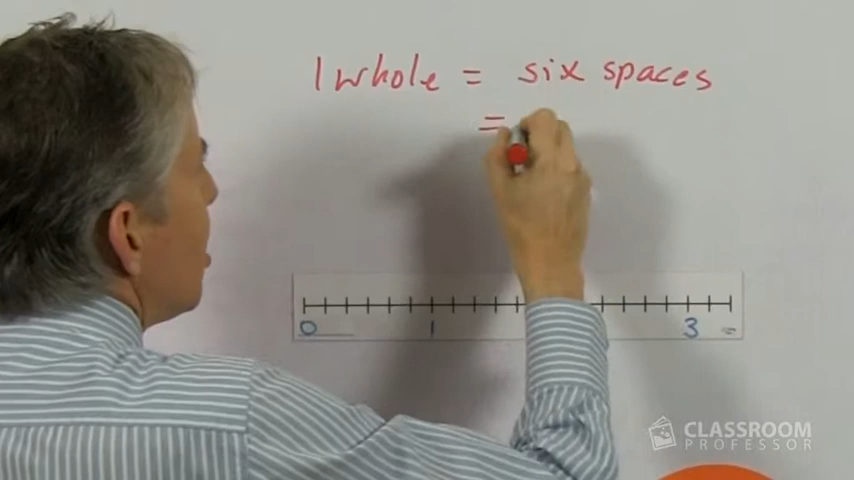 1 whole = six spaces
=
0 1 3
CLASSROOM
PROFESSOR